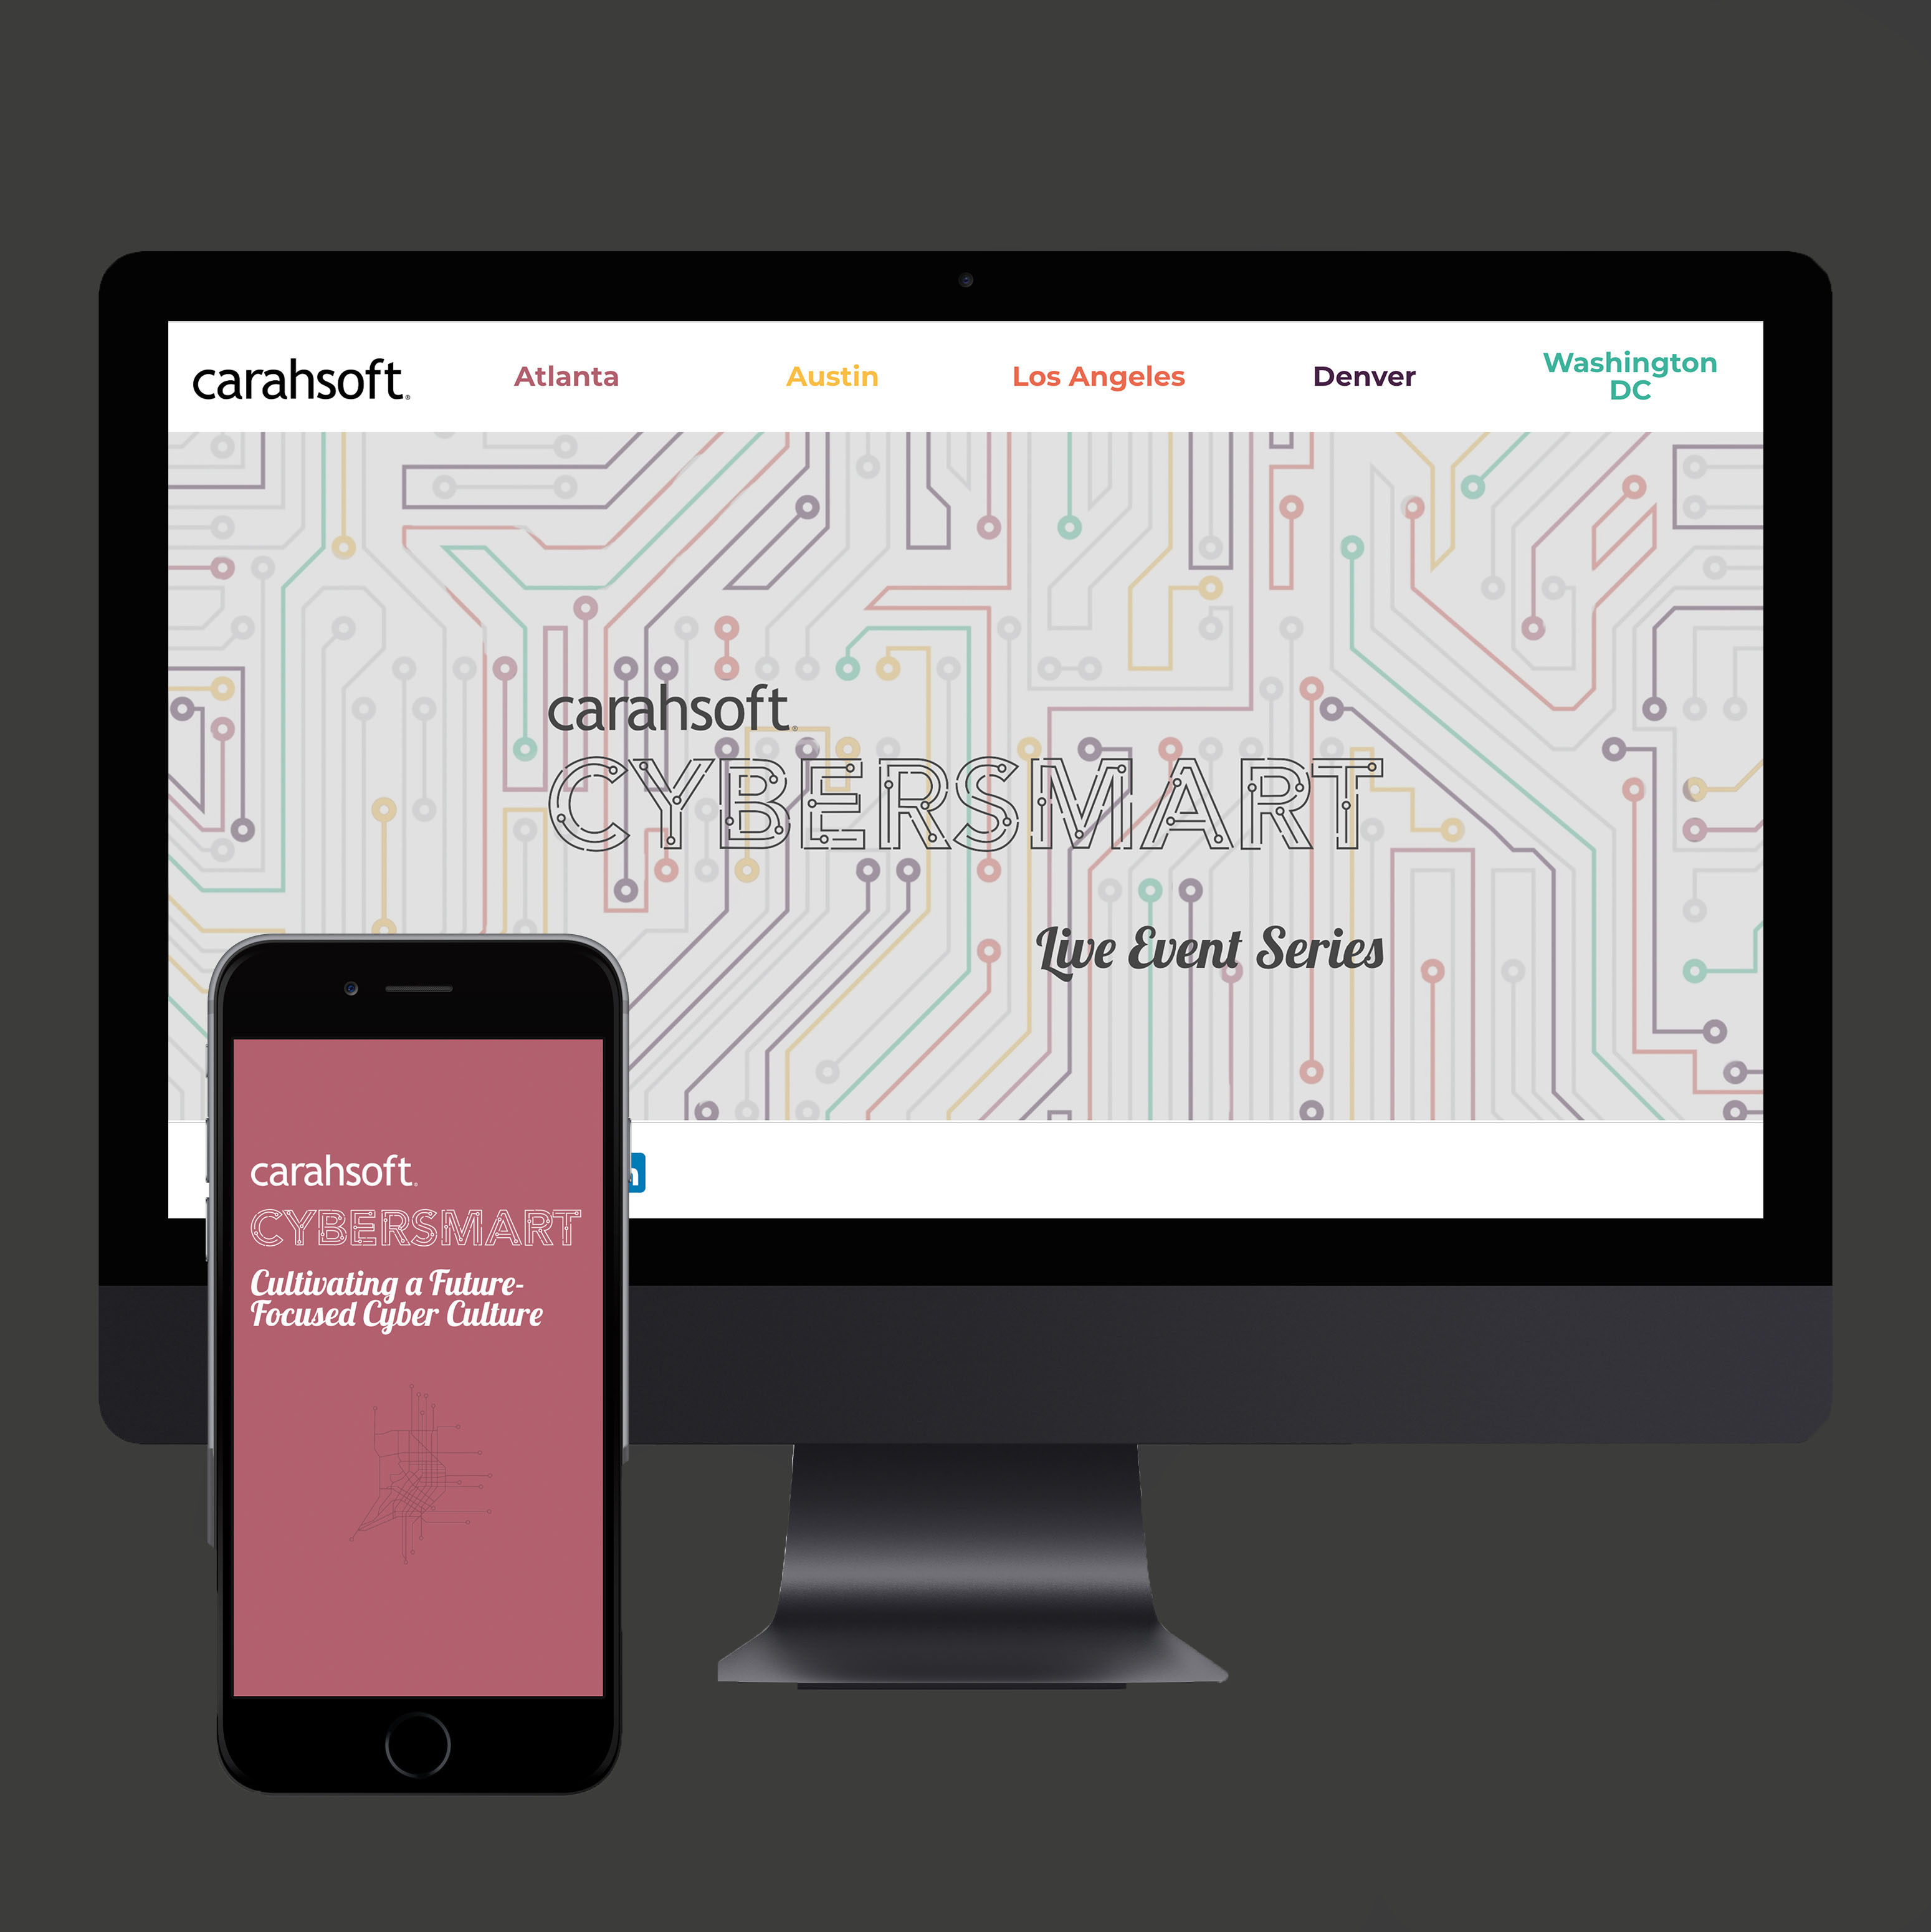 carahsoft®
Atlanta
Austin
Los Angeles
Denver
Washington
DC
carahsoft®
CYBERSMART
Live Event Series
carahsoft®
CYBERSMART
Cultivating a Future-
Focused Cyber Culture